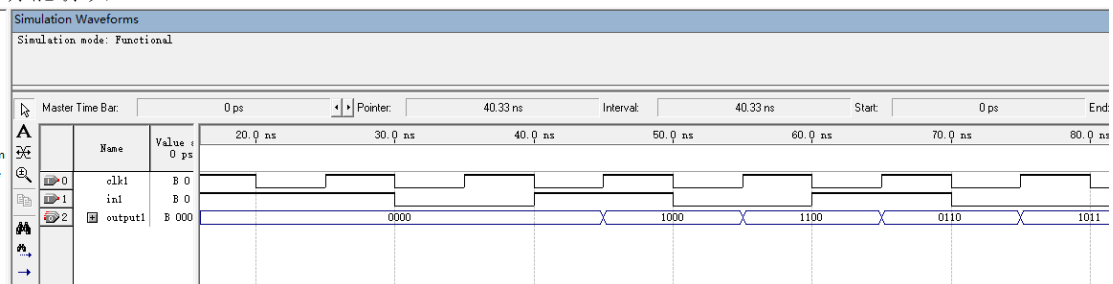 Simulation Waveforms
Simulation mode: Functional
Master Time Bar: 0 ps Pointer: 40.33 ns Interval: 40.33 ns Start: 0 ps End:
Name Value 0 ps 20.0 ns 30.0 ns 40.0 ns 50.0 ns 60.0 ns 70.0 ns 80.0 ns
0 clk1 B 0
1 in1 B 0
2 output1 B 000 0000 1000 1100 0110 1011